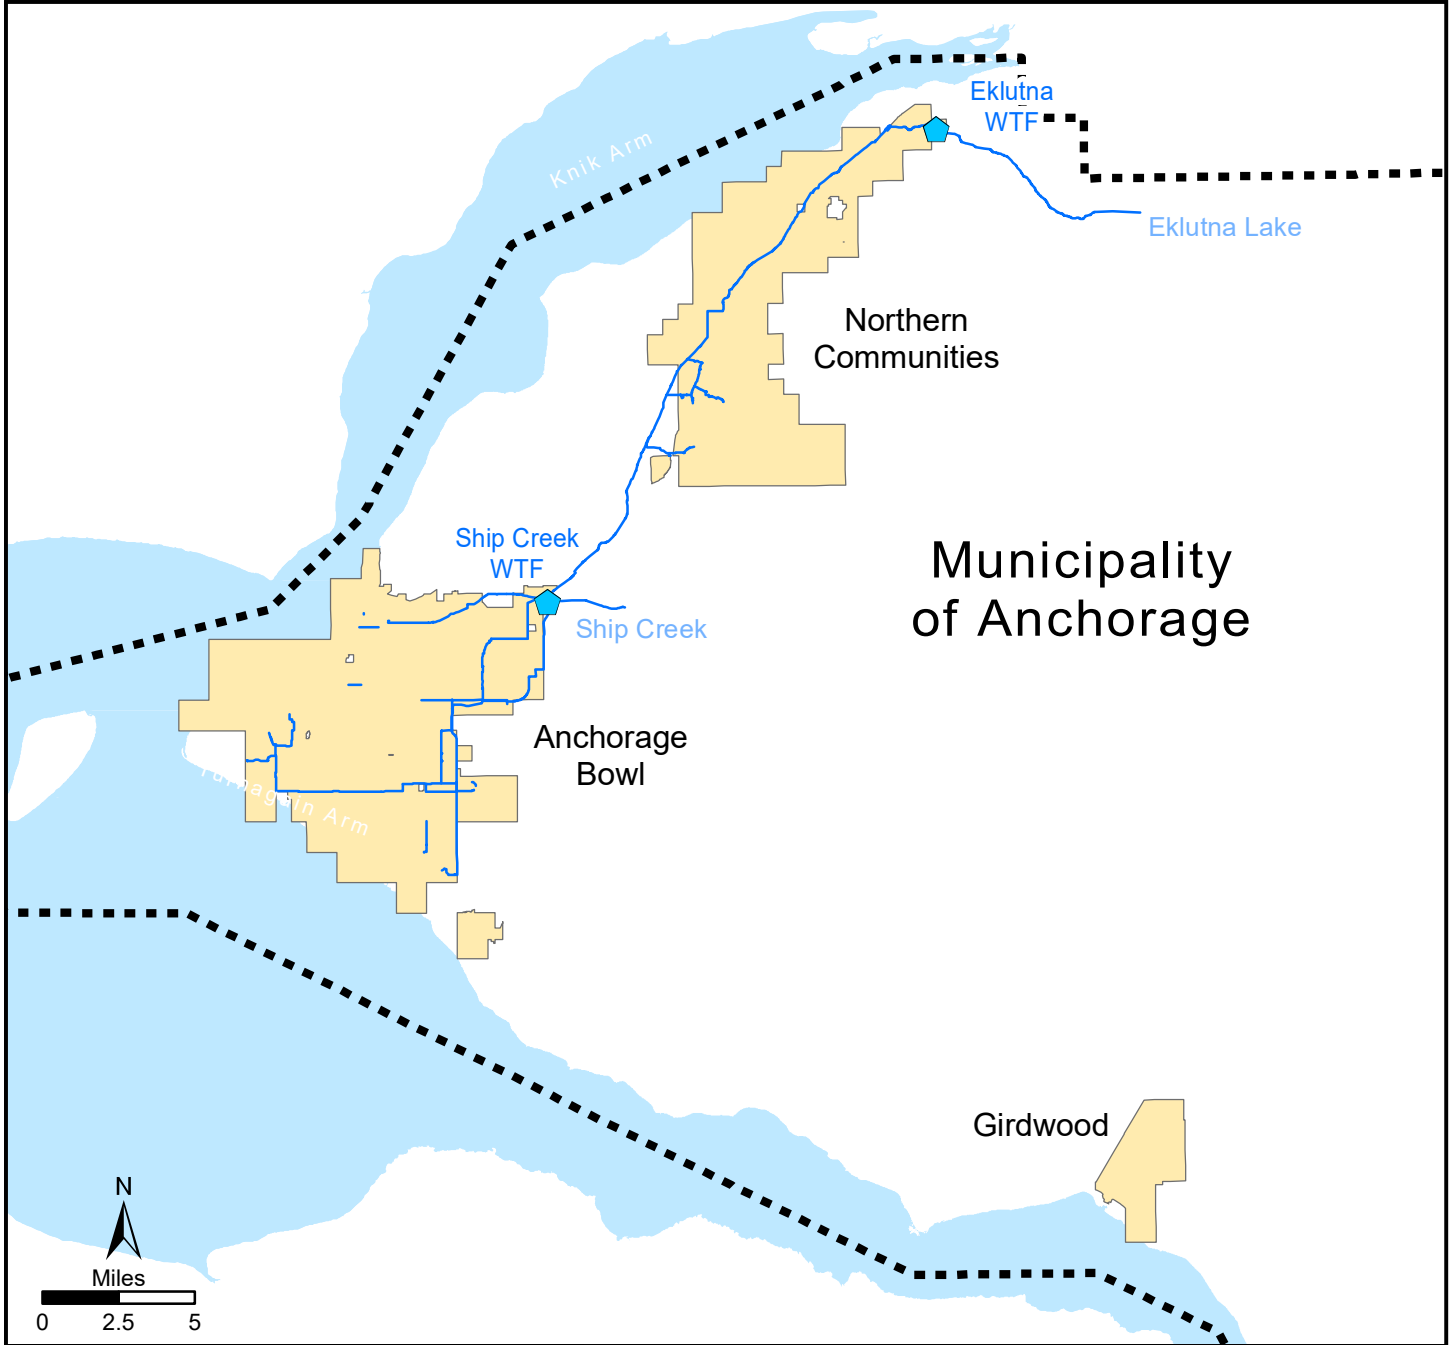 Eklutna
WTF
Knik Arm
Eklutna Lake
Northern
Communities
Ship Creek
WTF
Municipality
of Anchorage
Ship Creek
Anchorage
Bowl
Turnagain Arm
Girdwood
N
Miles
0 2.5 5